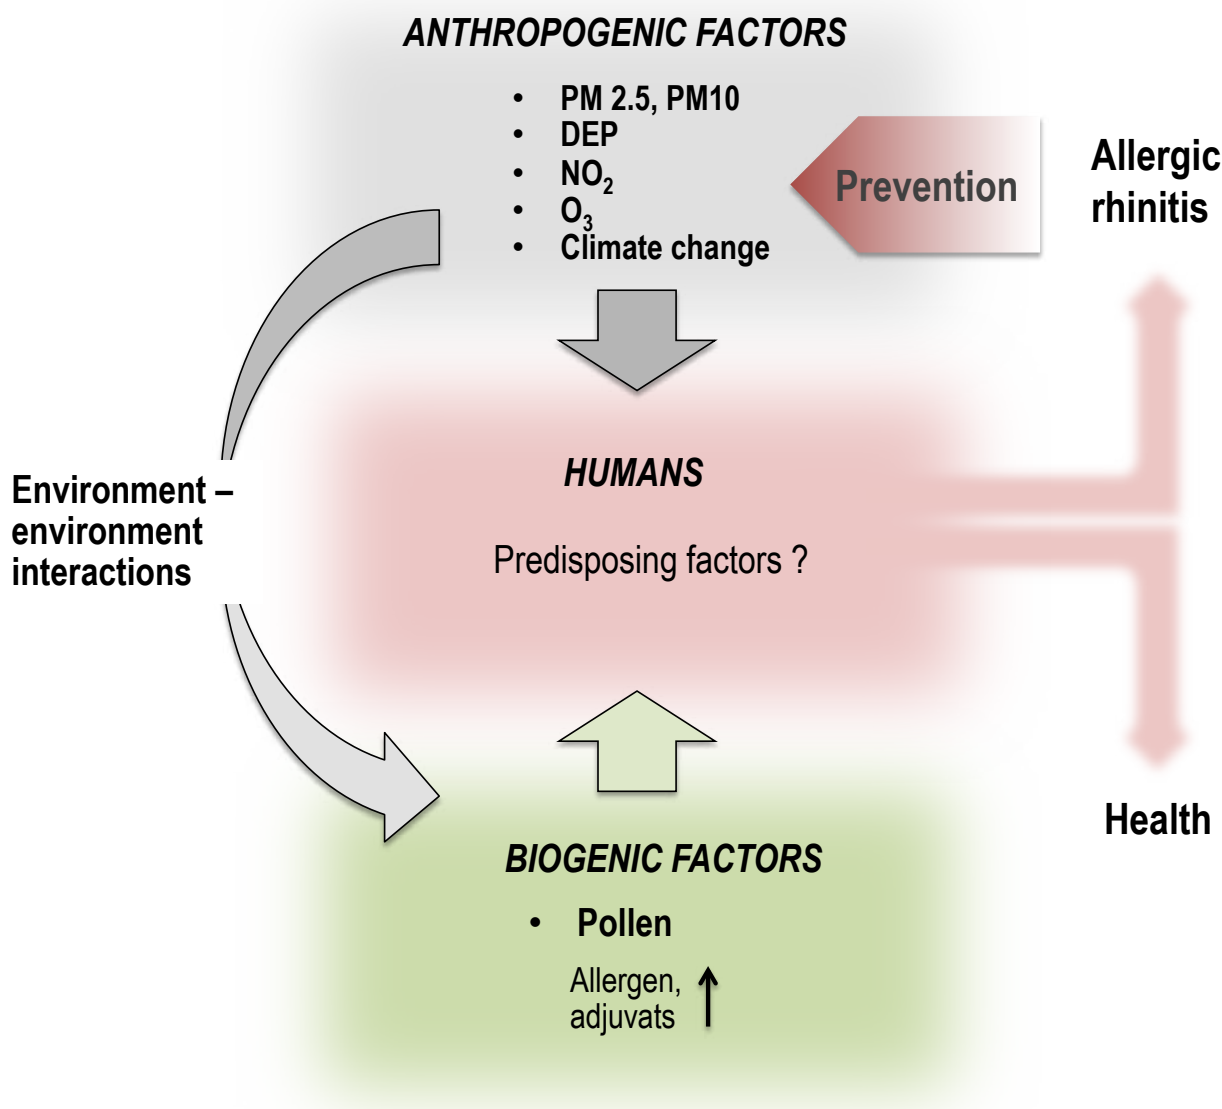 ANTHROPOGENIC FACTORS
• PM 2.5, PM10
• DEP
• NO₂
• O₃
• Climate change
Prevention
Allergic
rhinitis
HUMANS
Predisposing factors ?
Environment –
environment
interactions
Health
BIOGENIC FACTORS
• Pollen
Allergen,
adjuvats